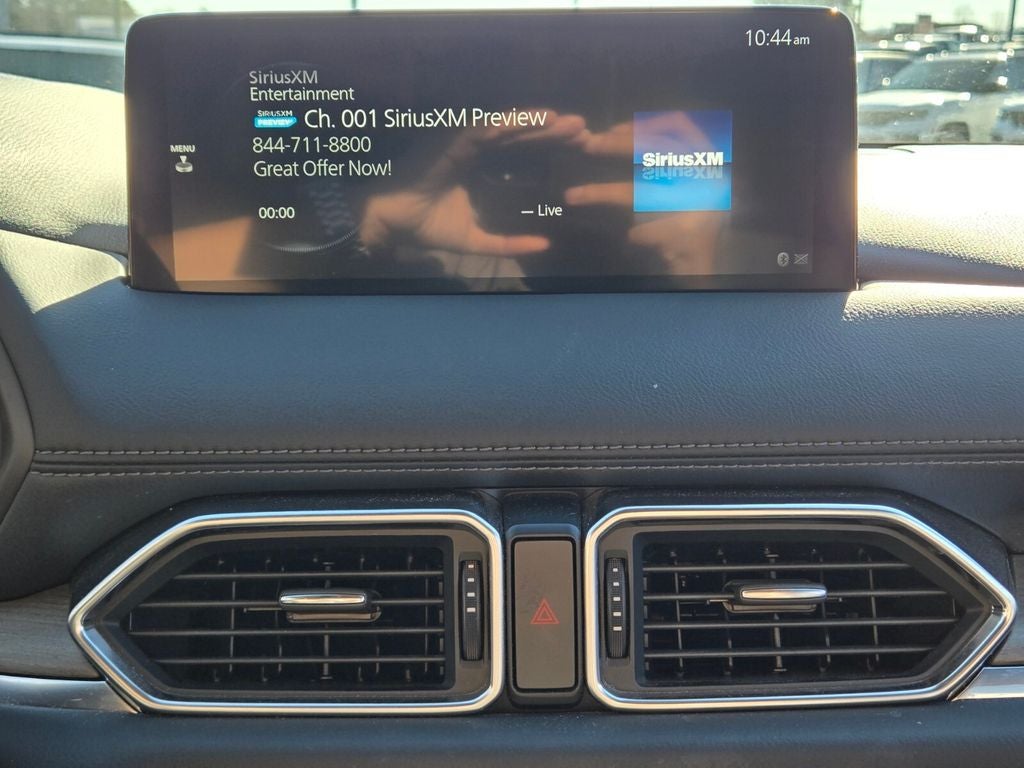 10:44am
SiriusXM
Entertainment
SIRIUSXM
PREVIEW
Ch. 001 SiriusXM Preview
844-711-8800
Great Offer Now!
MENU
SiriusXM
00:00
Live